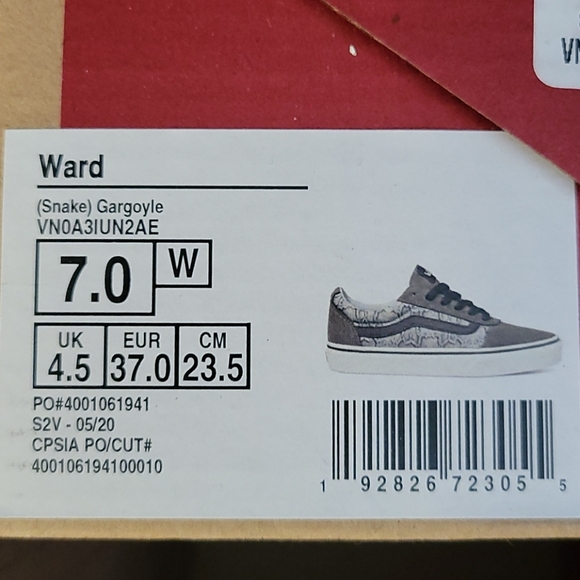 VN
Ward
(Snake) Gargoyle
VN0A3IUN2AE
7.0 W
UK EUR CM
4.5 37.0 23.5
PO#4001061941
S2V - 05/20
CPSIA PO/CUT#
400106194100010
1 92826 72305 5